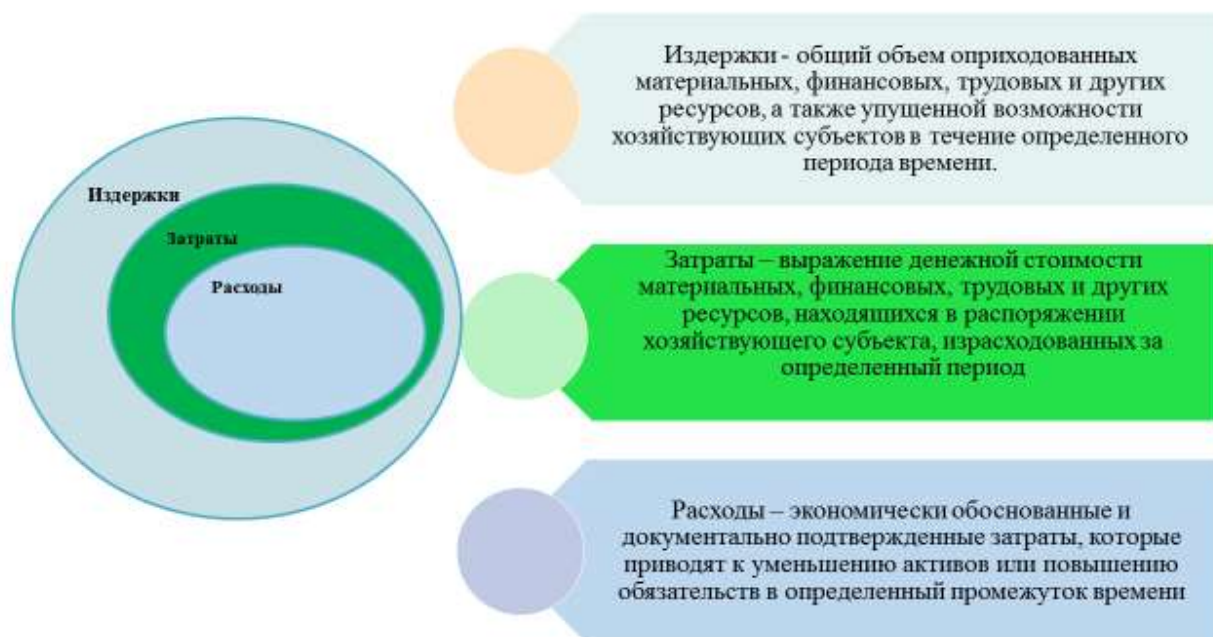 Издержки
Затраты
Расходы
Издержки - общий объем оприходованных
материальных, финансовых, трудовых и других
ресурсов, а также упущенной возможности
хозяйствующих субъектов в течение определенного
периода времени.
Затраты – выражение денежной стоимости
материальных, финансовых, трудовых и других
ресурсов, находящихся в распоряжении
хозяйствующего субъекта, израсходованных за
определенный период
Расходы – экономически обоснованные и
документально подтвержденные затраты, которые
приводят к уменьшению активов или повышению
обязательств в определенный промежуток времени